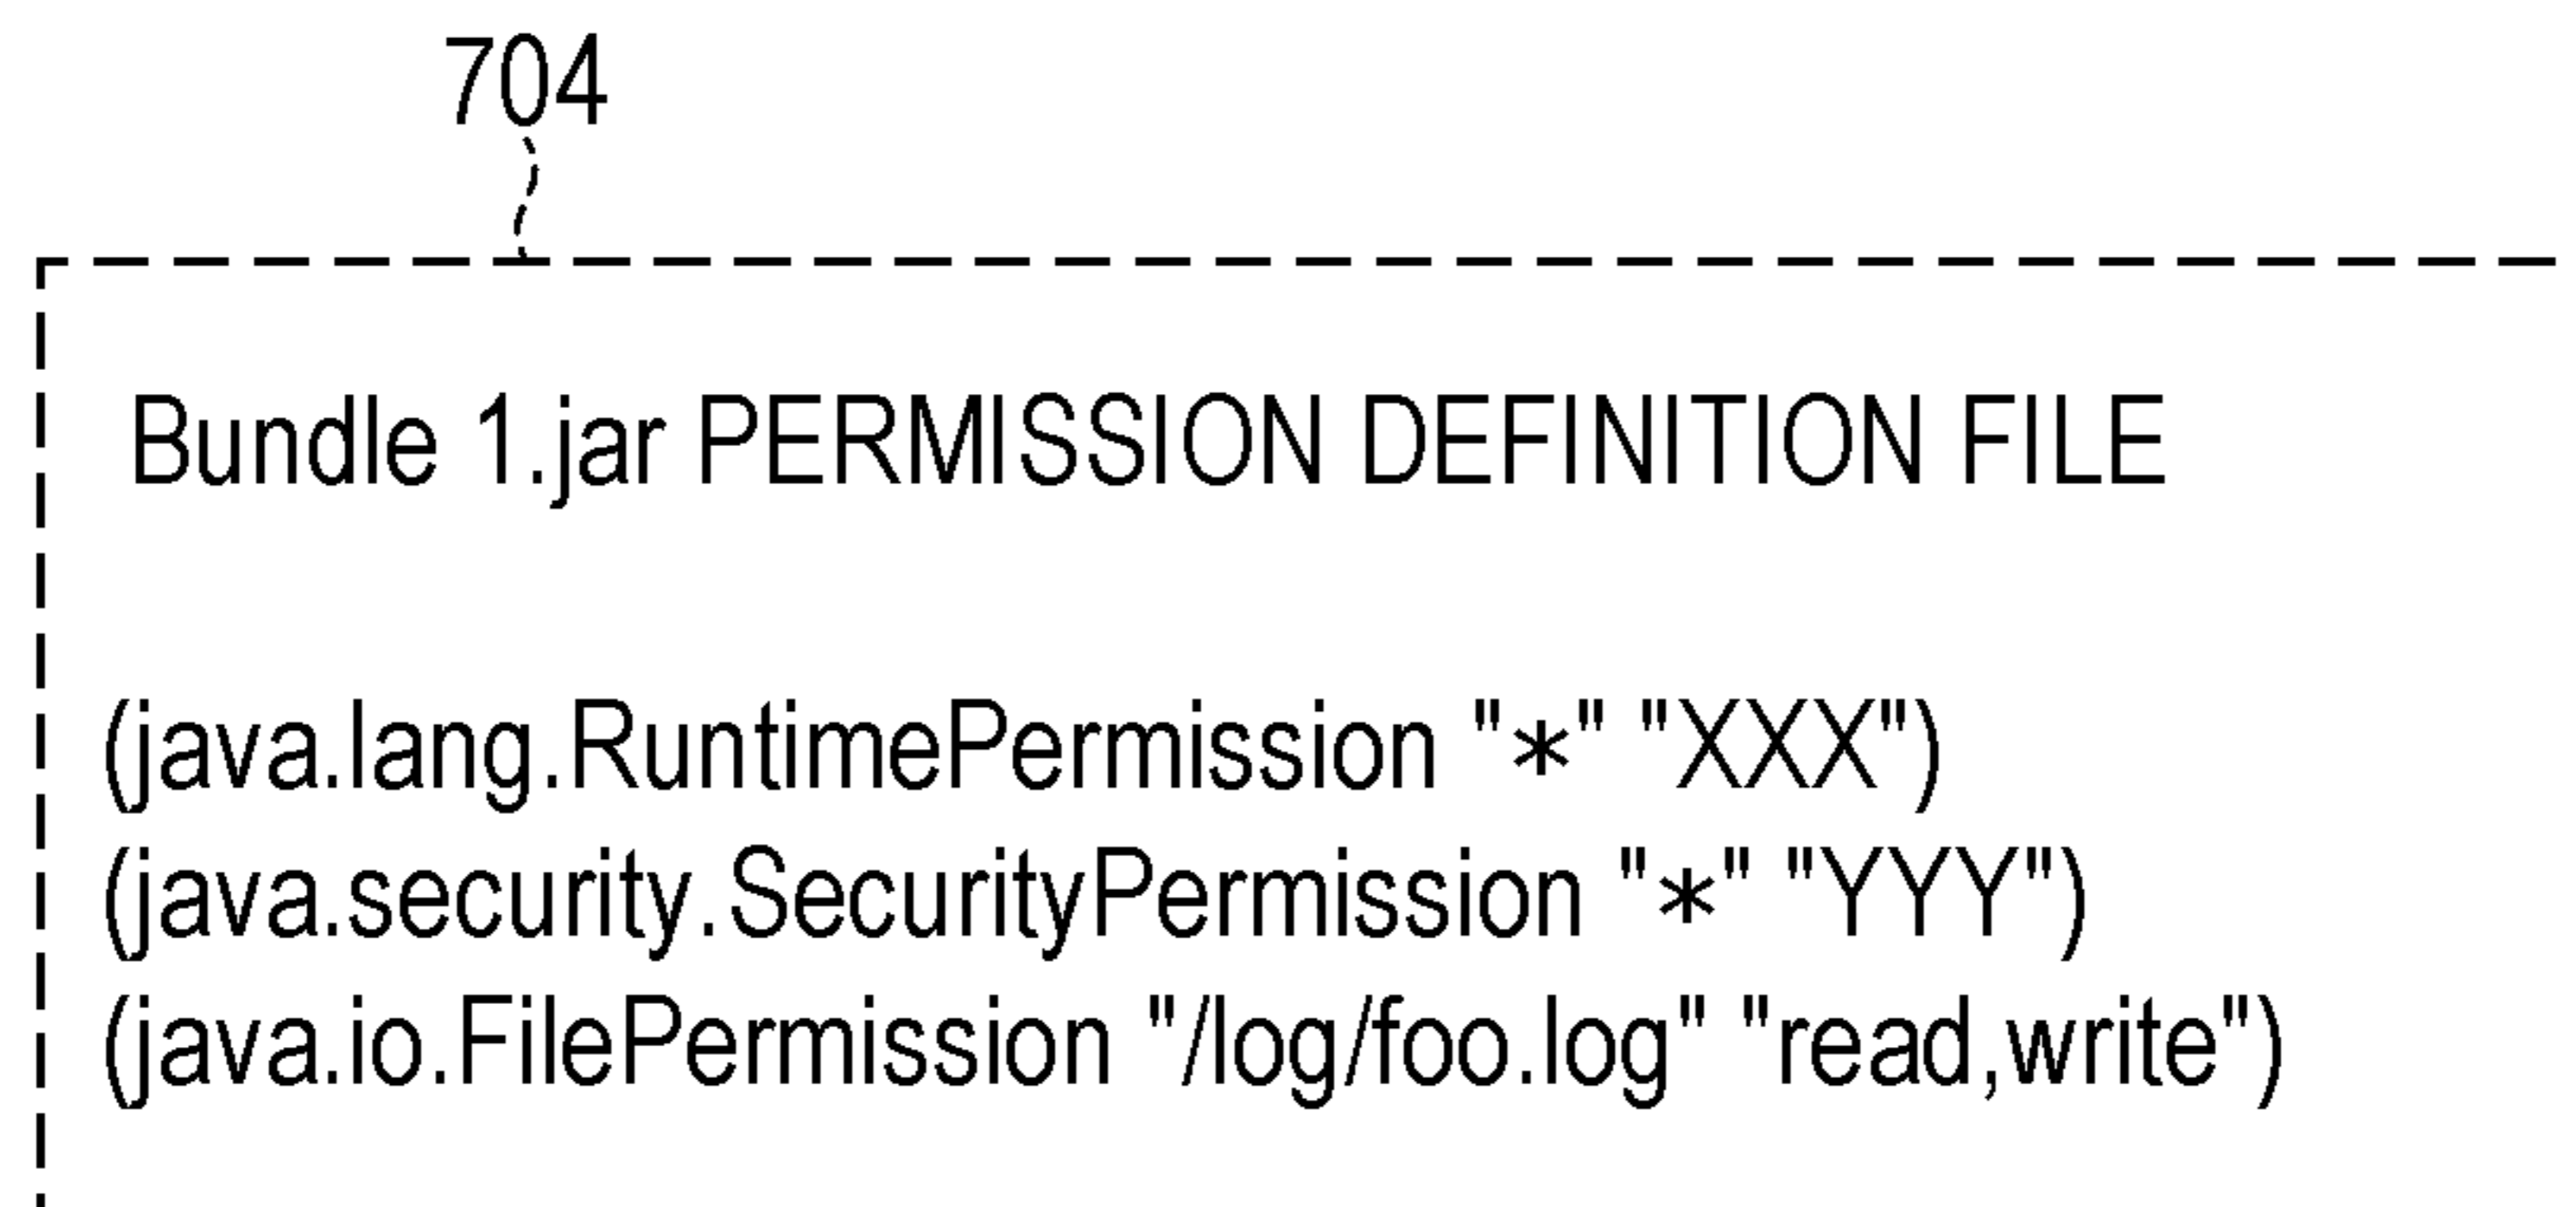 704
Bundle 1.jar PERMISSION DEFINITION FILE
(java.lang.RuntimePermission "*" "XXX")
(java.security.SecurityPermission "*" "YYY")
(java.io.FilePermission "/log/foo.log" "read,write")